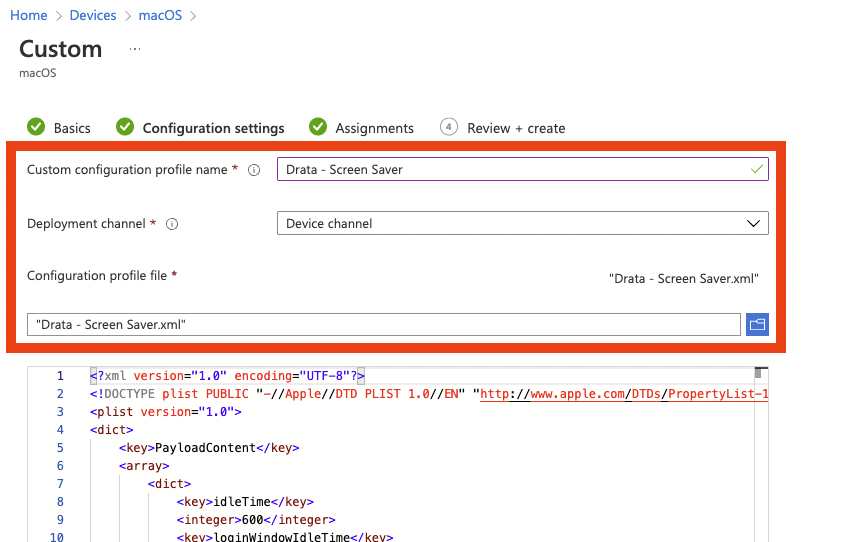 Home > Devices > macOS >
Custom ...
macOS
Basics Configuration settings Assignments 4 Review + create
Custom configuration profile name * Drata - Screen Saver
Deployment channel * Device channel
Configuration profile file * "Drata - Screen Saver.xml"
"Drata - Screen Saver.xml"
1 <?xml version="1.0" encoding="UTF-8"?>
2 <!DOCTYPE plist PUBLIC "-//Apple//DTD PLIST 1.0//EN" "http://www.apple.com/DTDs/PropertyList-1
3 <plist version="1.0">
4 <dict>
5 <key>PayloadContent</key>
6 <array>
7 <dict>
8 <key>idleTime</key>
9 <integer>600</integer>
10 <key>loginWindowIdleTime</key>